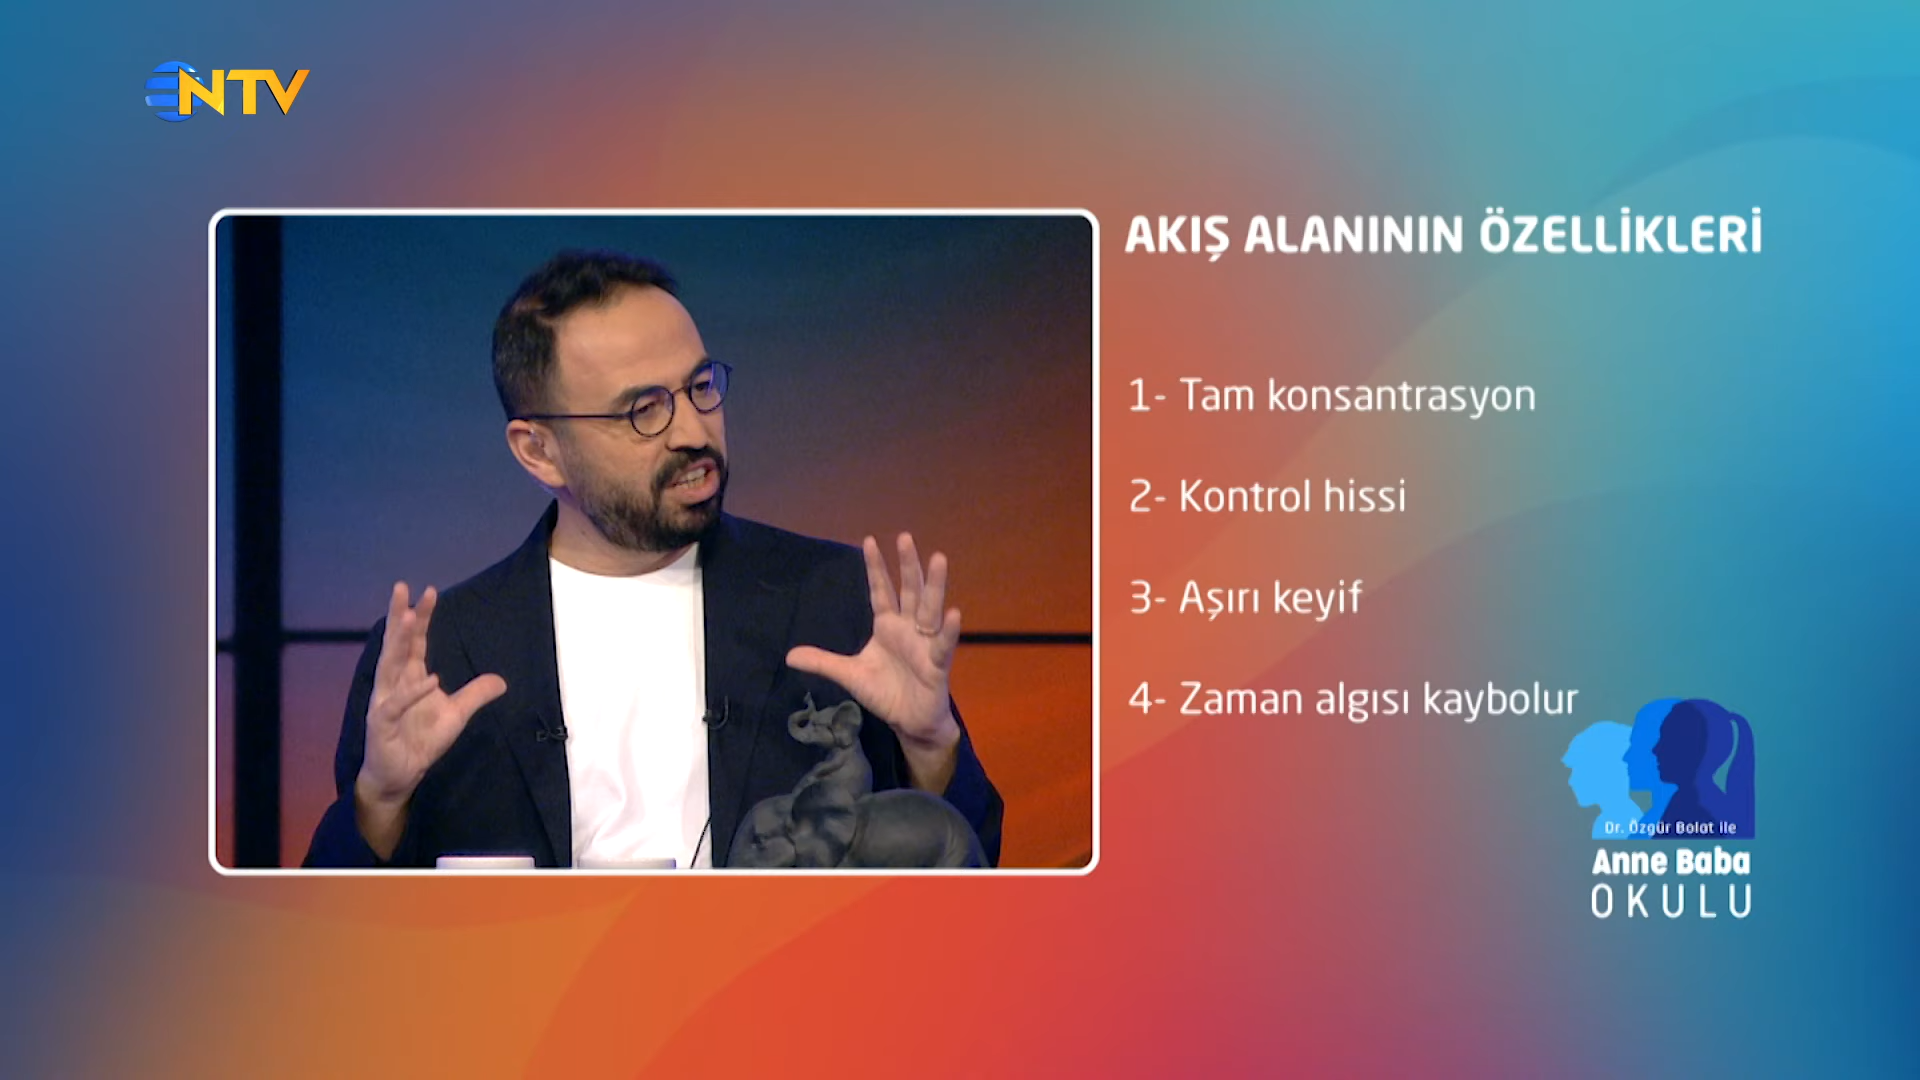 NTV
AKIŞ ALANININ ÖZELLİKLERİ
1- Tam konsantrasyon
2- Kontrol hissi
3- Aşırı keyif
4- Zaman algısı kaybolur
Dr. Özgür Bolat ile
Anne Baba
OKULU